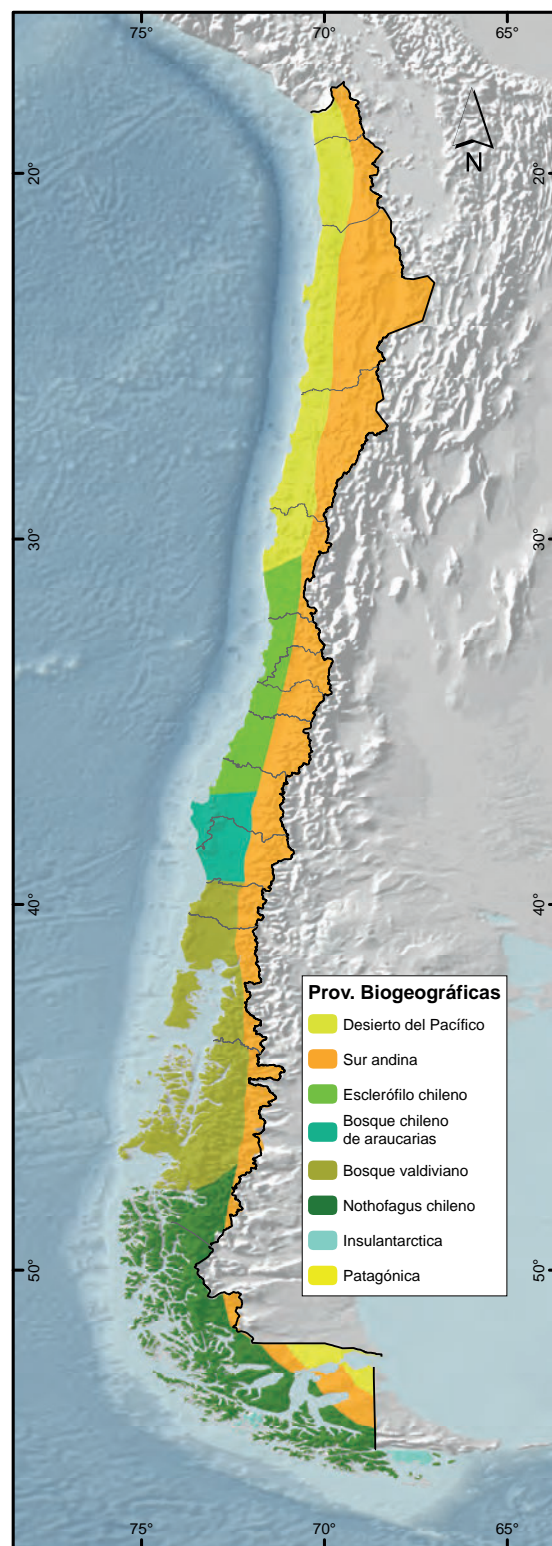 75°
70°
65°
N
20°
20°
30°
30°
40°
40°
Prov. Biogeográficas
Desierto del Pacífico
Sur andina
Esclerófilo chileno
Bosque chileno
de araucarias
Bosque valdiviano
Nothofagus chileno
Insulantarctica
Patagónica
50°
50°
75°
70°
65°